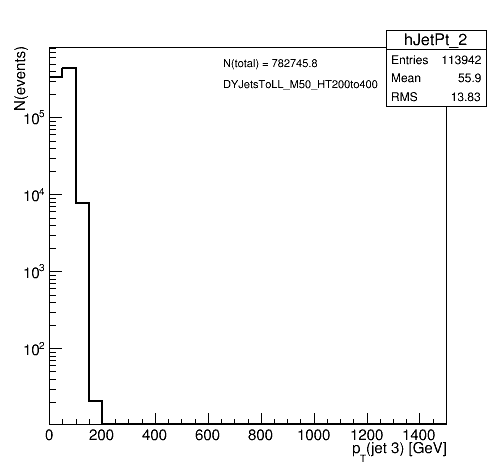 hJetPt_2
Entries 113942
Mean 55.9
RMS 13.83
N(total) = 782745.8
DYJetsToLL_M50_HT200to400
N(events)
10^5
10^4
10^3
10^2
0 200 400 600 800 1000 1200 1400
p_T(jet 3) [GeV]